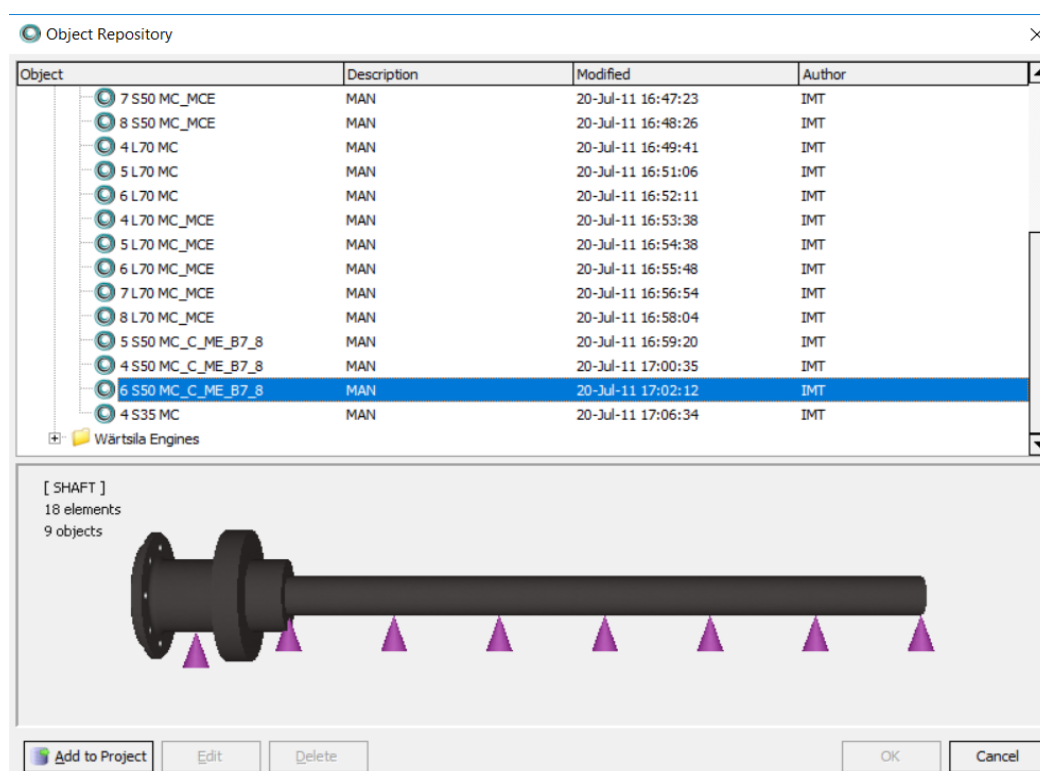 Object Repository
Object Description Modified Author
7 S50 MC_MCE MAN 20-Jul-11 16:47:23 IMT
8 S50 MC_MCE MAN 20-Jul-11 16:48:26 IMT
4 L70 MC MAN 20-Jul-11 16:49:41 IMT
5 L70 MC MAN 20-Jul-11 16:51:06 IMT
6 L70 MC MAN 20-Jul-11 16:52:11 IMT
4 L70 MC_MCE MAN 20-Jul-11 16:53:38 IMT
5 L70 MC_MCE MAN 20-Jul-11 16:54:38 IMT
6 L70 MC_MCE MAN 20-Jul-11 16:55:48 IMT
7 L70 MC_MCE MAN 20-Jul-11 16:56:54 IMT
8 L70 MC_MCE MAN 20-Jul-11 16:58:04 IMT
5 S50 MC_C_ME_B7_8 MAN 20-Jul-11 16:59:20 IMT
4 S50 MC_C_ME_B7_8 MAN 20-Jul-11 17:00:35 IMT
6 S50 MC_C_ME_B7_8 MAN 20-Jul-11 17:02:12 IMT
4 S35 MC MAN 20-Jul-11 17:06:34 IMT
Wärtsila Engines
[ SHAFT ]
18 elements
9 objects
Add to Project Edit Delete OK Cancel